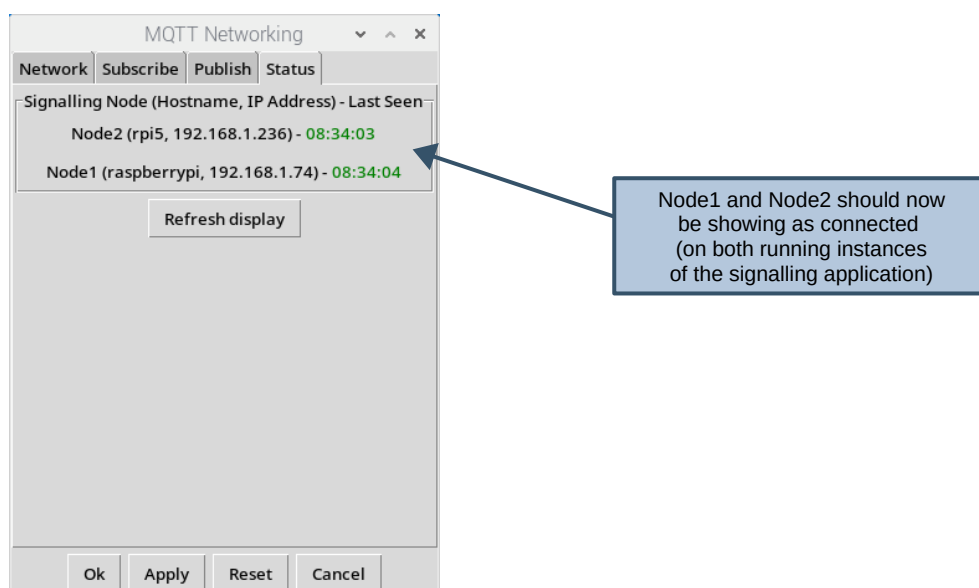 MQTT Networking
Network Subscribe Publish Status
Signalling Node (Hostname, IP Address) - Last Seen
Node2 (rpi5, 192.168.1.236) - 08:34:03
Node1 (raspberrypi, 192.168.1.74) - 08:34:04
Refresh display
Node1 and Node2 should now
be showing as connected
(on both running instances
of the signalling application)
Ok Apply Reset Cancel